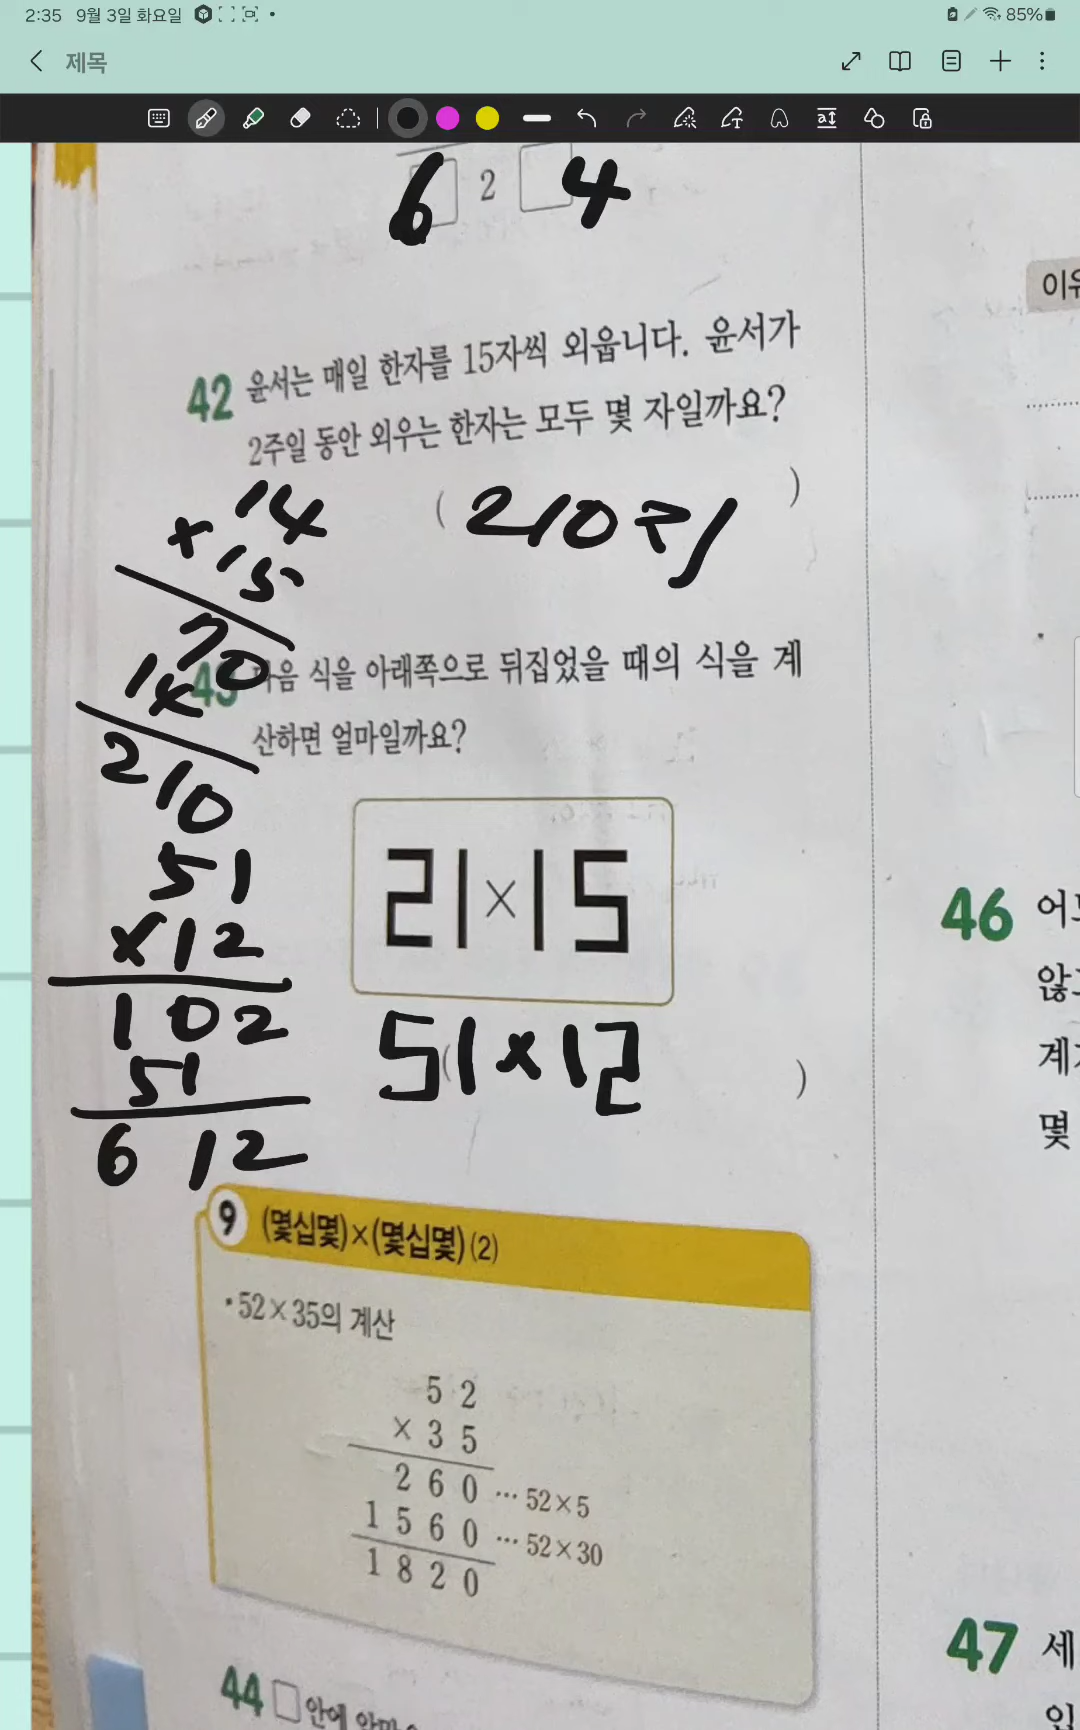 2:35 9월 3일 화요일
85%
제목
6 2 4
이유
42 윤서는 매일 한자를 15자씩 외웁니다. 윤서가
2주일 동안 외우는 한자는 모두 몇 자일까요?
( 210자 )
14
×15
70
14
210
43 다음 식을 아래쪽으로 뒤집었을 때의 식을 계
산하면 얼마일까요?
21×15
( 51×12 )
51
×12
102
51
612
9 (몇십몇)×(몇십몇) (2)
• 52×35의 계산
5 2
× 3 5
2 6 0 ··· 52×5
1 5 6 0 ··· 52×30
1 8 2 0
44 □ 안에
46
않
계
몇
47 세